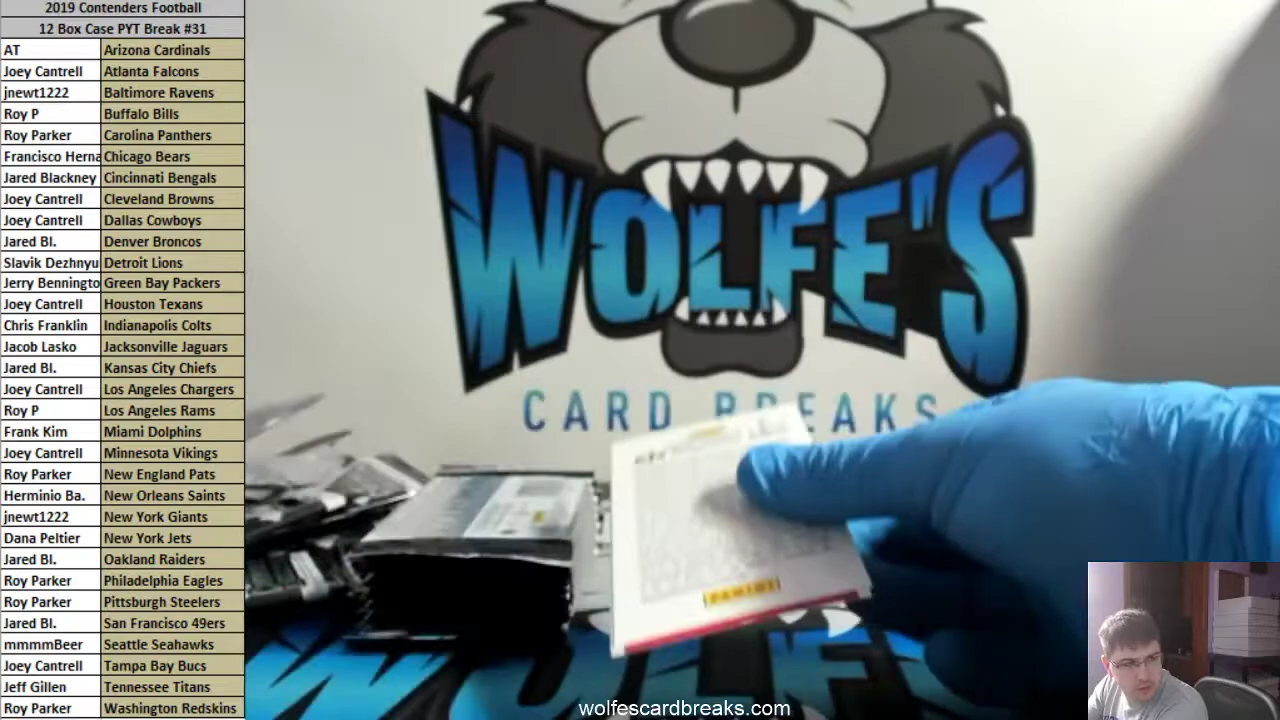 2019 Contenders Football
12 Box Case PYT Break #31
AT Arizona Cardinals
Joey Cantrell Atlanta Falcons
jnewt1222 Baltimore Ravens
Roy P Buffalo Bills
Roy Parker Carolina Panthers
Francisco Herna Chicago Bears
Jared Blackney Cincinnati Bengals
Joey Cantrell Cleveland Browns
Joey Cantrell Dallas Cowboys
Jared Bl. Denver Broncos
Slavik Dezhnyu Detroit Lions
Jerry Bennington Green Bay Packers
Joey Cantrell Houston Texans
Chris Franklin Indianapolis Colts
Jacob Lasko Jacksonville Jaguars
Jared Bl. Kansas City Chiefs
Joey Cantrell Los Angeles Chargers
Roy P Los Angeles Rams
Frank Kim Miami Dolphins
Joey Cantrell Minnesota Vikings
Roy Parker New England Pats
Herminio Ba. New Orleans Saints
jnewt1222 New York Giants
Dana Peltier New York Jets
Jared Bl. Oakland Raiders
Roy Parker Philadelphia Eagles
Roy Parker Pittsburgh Steelers
Jared Bl. San Francisco 49ers
mmmmBeer Seattle Seahawks
Joey Cantrell Tampa Bay Bucs
Jeff Gillen Tennessee Titans
Roy Parker Washington Redskins
WOLFE'S
CARD BREAKS
PANINI
WOLFE
wolfescardbreaks.com